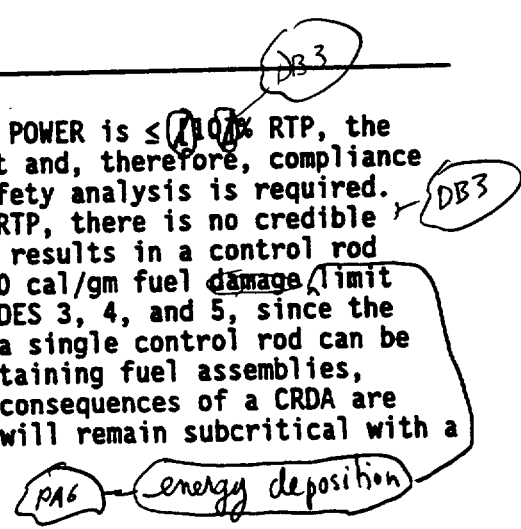 DB3
POWER is ≤ [10]% RTP, the
t and, therefore, compliance
fety analysis is required.
RTP, there is no credible
DB3
results in a control rod
0 cal/gm fuel damage limit
DES 3, 4, and 5, since the
a single control rod can be
taining fuel assemblies,
consequences of a CRDA are
will remain subcritical with a
PA6 energy deposition